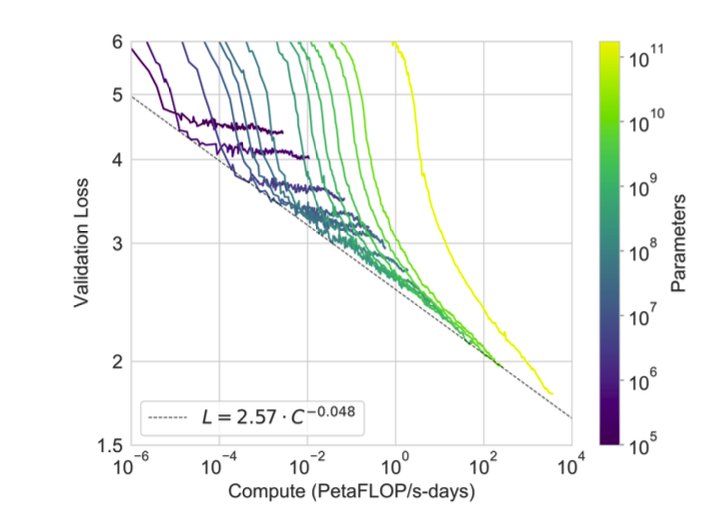 6
5
4
3
2
1.5
Validation Loss
L = 2.57 · C^−0.048
10^−6 10^−4 10^−2 10^0 10^2 10^4
Compute (PetaFLOP/s-days)
10^11
10^10
10^9
10^8
10^7
10^6
10^5
Parameters